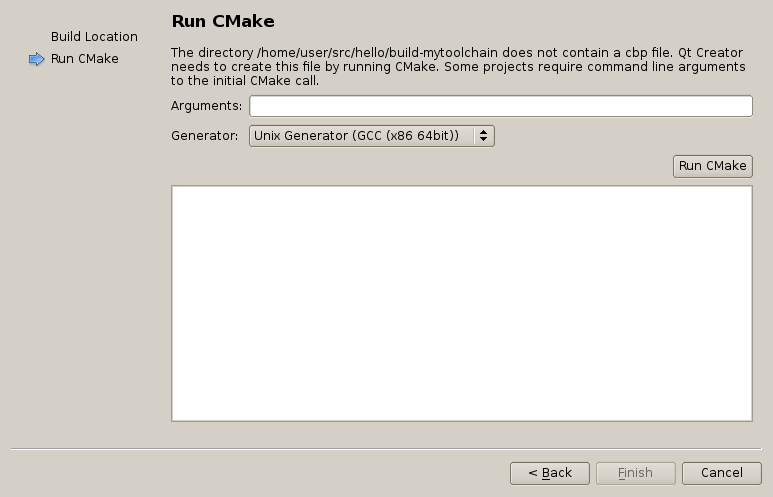 Build Location
Run CMake
Run CMake
The directory /home/user/src/hello/build-mytoolchain does not contain a cbp file. Qt Creator
needs to create this file by running CMake. Some projects require command line arguments
to the initial CMake call.
Arguments:
Generator: Unix Generator (GCC (x86 64bit))
Run CMake
< Back Finish Cancel